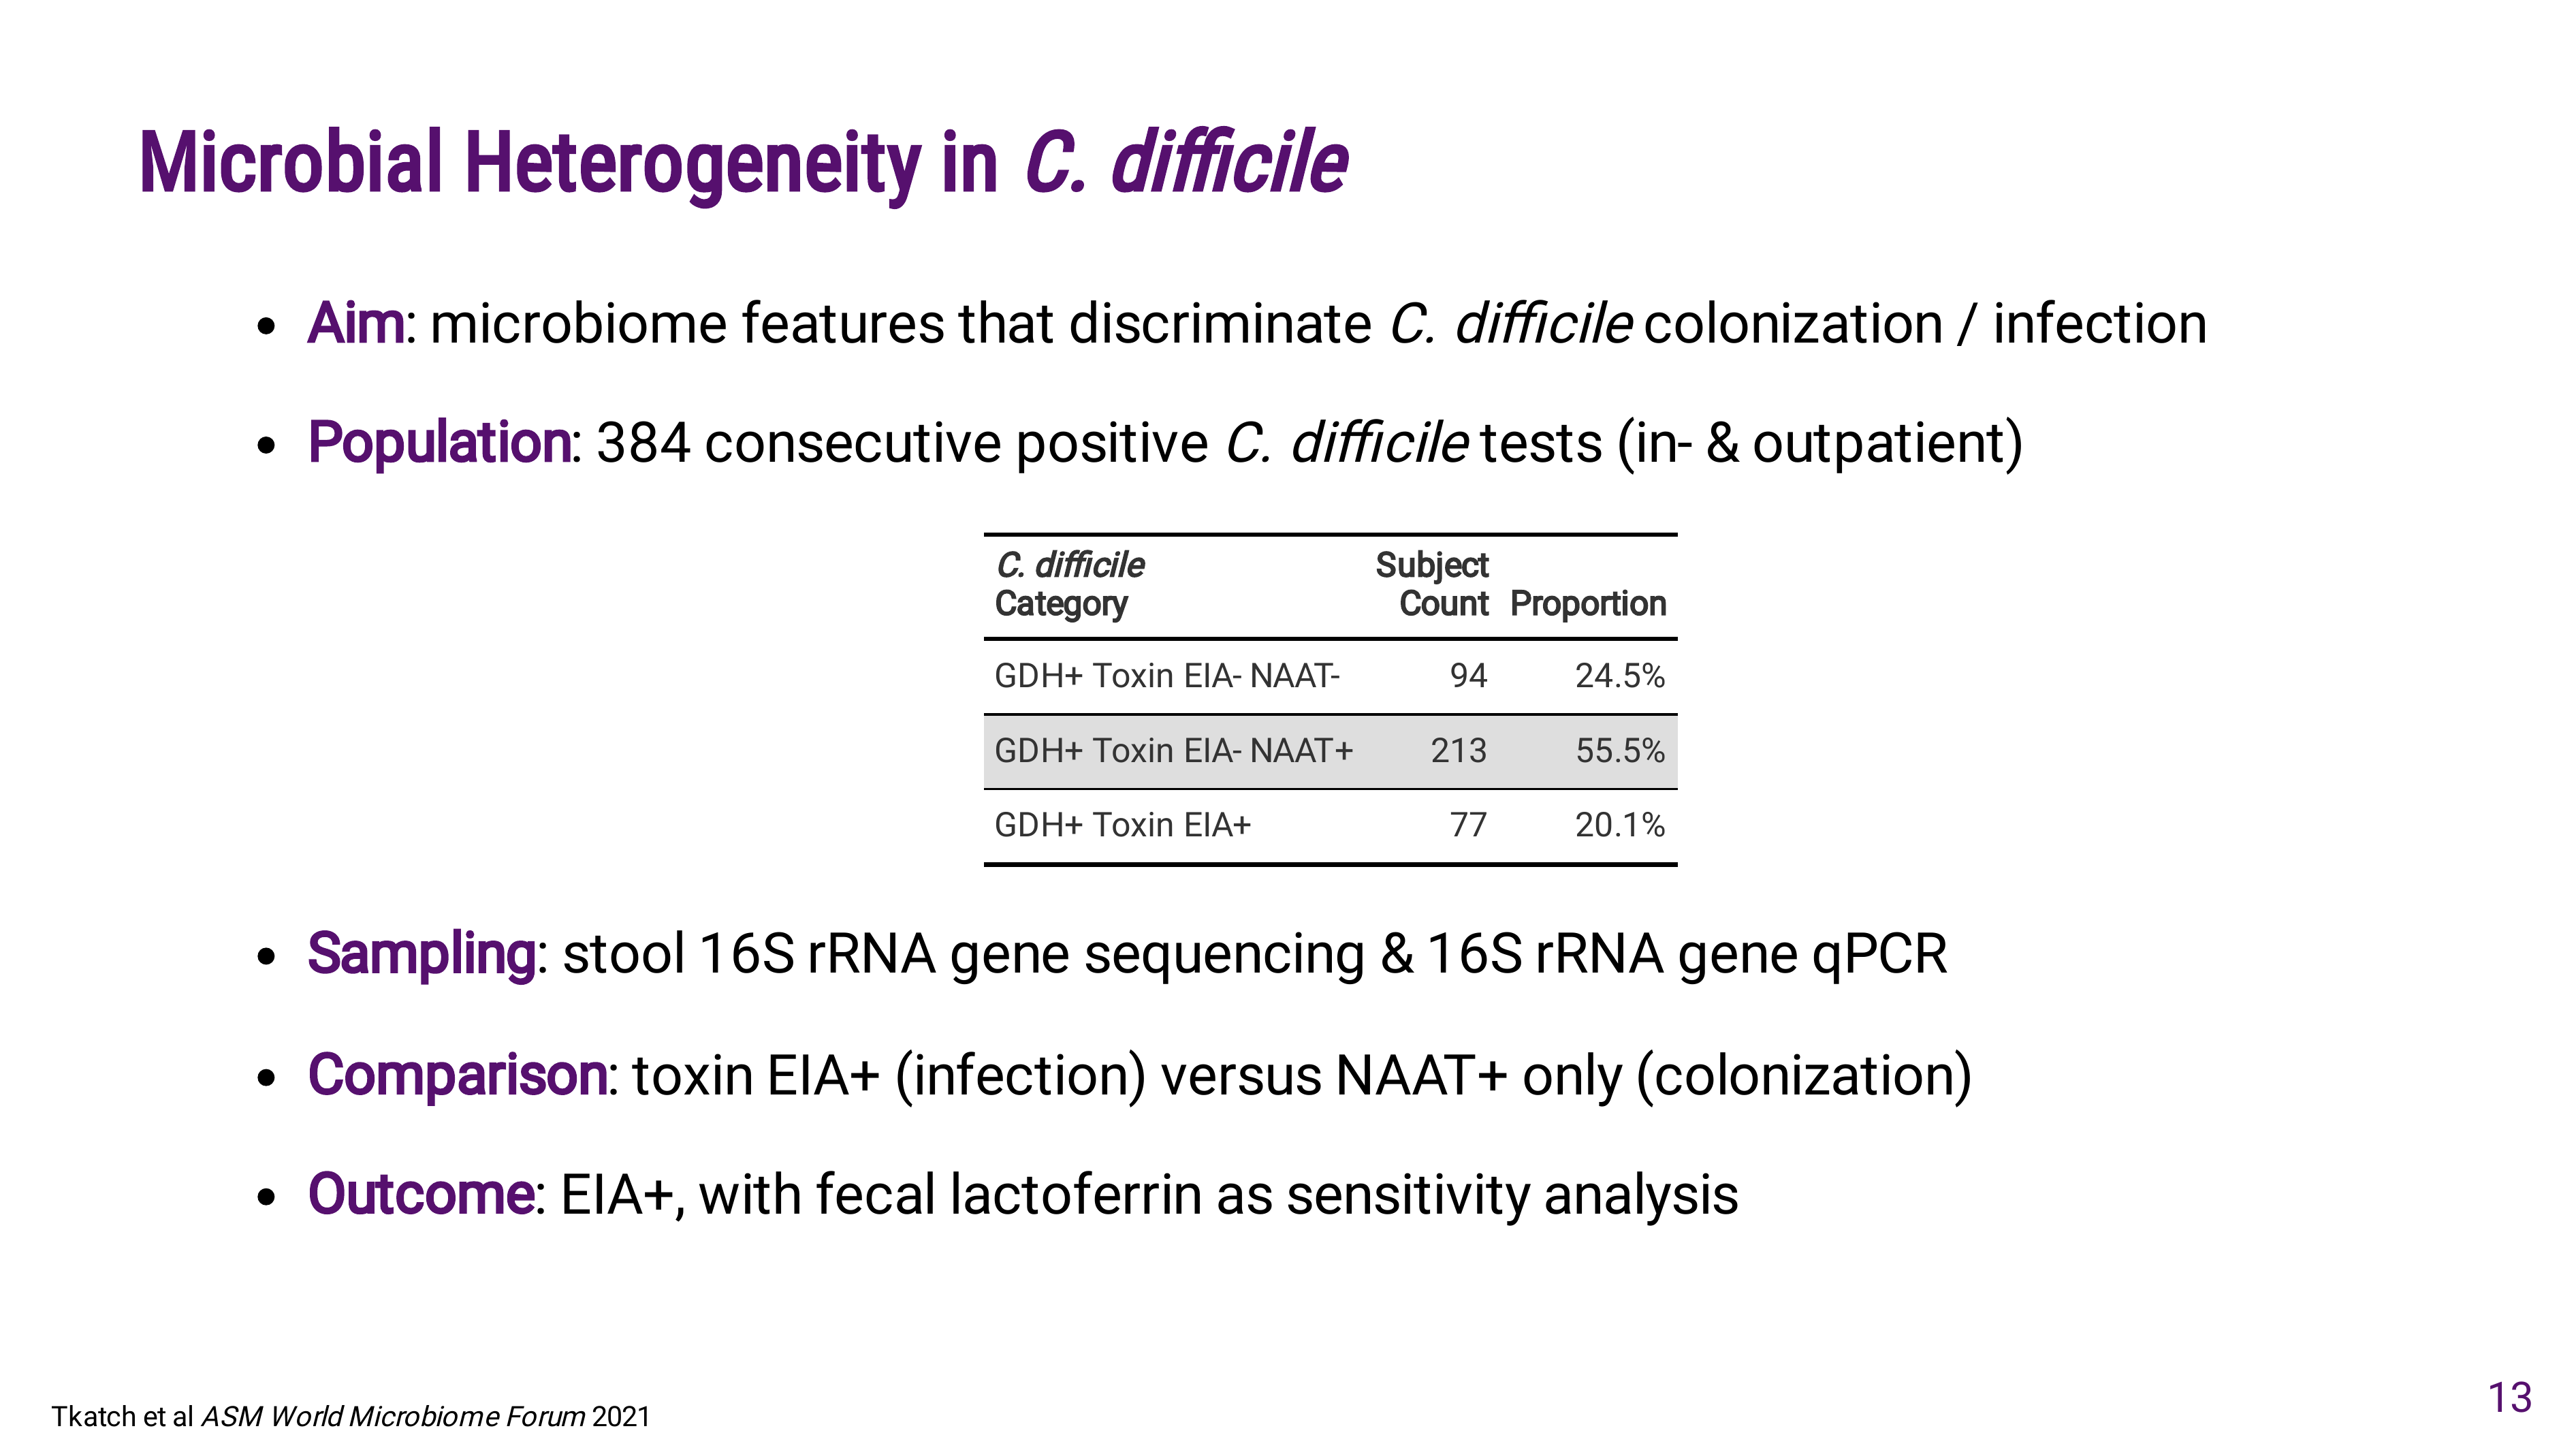 Microbial Heterogeneity in C. difficile
• Aim: microbiome features that discriminate C. difficile colonization / infection
• Population: 384 consecutive positive C. difficile tests (in- & outpatient)
C. difficile Category Subject Count Proportion
GDH+ Toxin EIA- NAAT- 94 24.5%
GDH+ Toxin EIA- NAAT+ 213 55.5%
GDH+ Toxin EIA+ 77 20.1%
• Sampling: stool 16S rRNA gene sequencing & 16S rRNA gene qPCR
• Comparison: toxin EIA+ (infection) versus NAAT+ only (colonization)
• Outcome: EIA+, with fecal lactoferrin as sensitivity analysis
Tkatch et al ASM World Microbiome Forum 2021
13